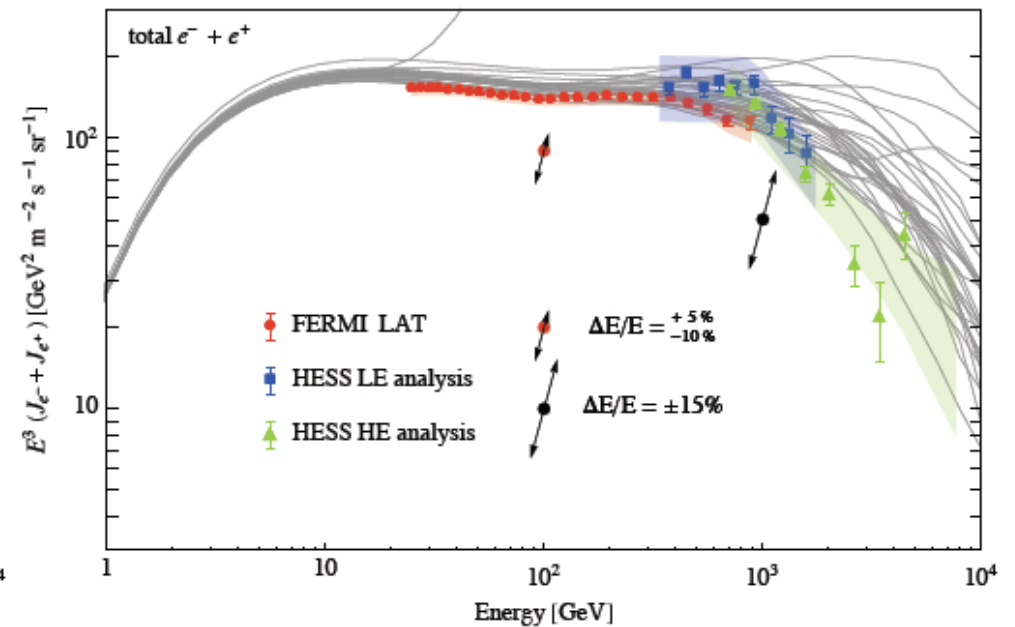 total e⁻ + e⁺
E³ (J_e⁻ + J_e⁺) [GeV² m⁻² s⁻¹ sr⁻¹]
10²
10
FERMI LAT
HESS LE analysis
HESS HE analysis
ΔE/E = + 5 % −10 %
ΔE/E = ±15%
4
1 10 10² 10³ 10⁴
Energy [GeV]